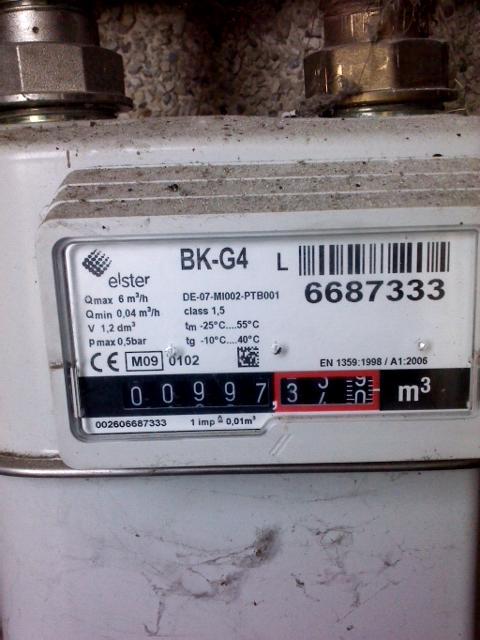 elster
BK-G4
L
6687333
Qmax 6 m³/h
Qmin 0,04 m³/h
V 1,2 dm³
pmax 0,5bar
DE-07-MI002-PTB001
class 1,5
tm -25°C....55°C
tg -10°C....40°C
CE M09 0102
EN 1359:1998 / A1:2006
00997,3 m³
002606687333
1 imp ≙ 0,01m³